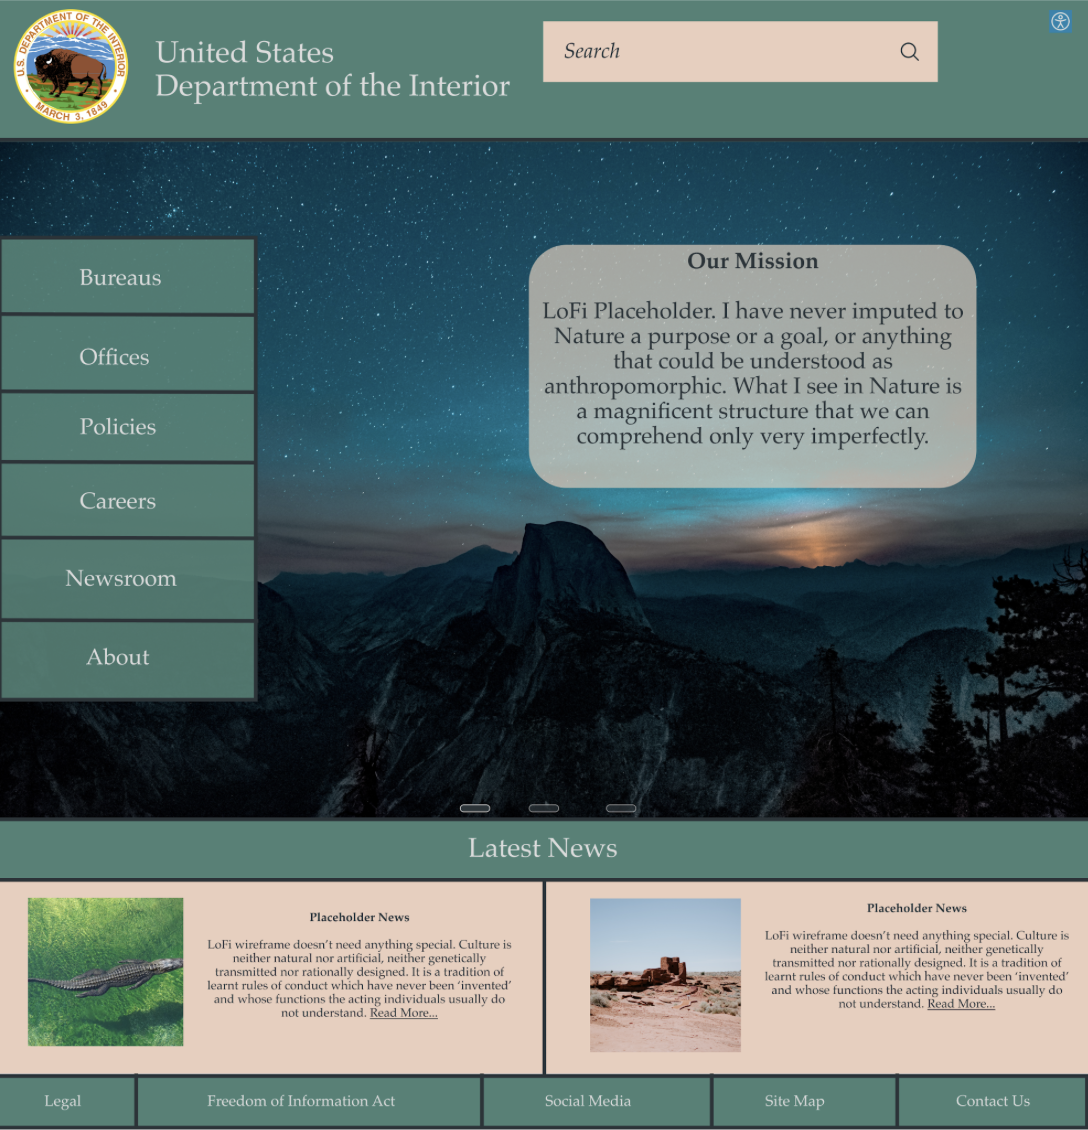 U.S. DEPARTMENT OF THE INTERIOR
MARCH 3, 1849
United States
Department of the Interior
Search
Bureaus
Offices
Policies
Careers
Newsroom
About
Our Mission
LoFi Placeholder. I have never imputed to
Nature a purpose or a goal, or anything
that could be understood as
anthropomorphic. What I see in Nature is
a magnificent structure that we can
comprehend only very imperfectly.
Latest News
Placeholder News
LoFi wireframe doesn’t need anything special. Culture is
neither natural nor artificial, neither genetically
transmitted nor rationally designed. It is a tradition of
learnt rules of conduct which have never been ‘invented’
and whose functions the acting individuals usually do
not understand. Read More...
Placeholder News
LoFi wireframe doesn’t need anything special. Culture is
neither natural nor artificial, neither genetically
transmitted nor rationally designed. It is a tradition of
learnt rules of conduct which have never been ‘invented’
and whose functions the acting individuals usually do
not understand. Read More...
Legal
Freedom of Information Act
Social Media
Site Map
Contact Us